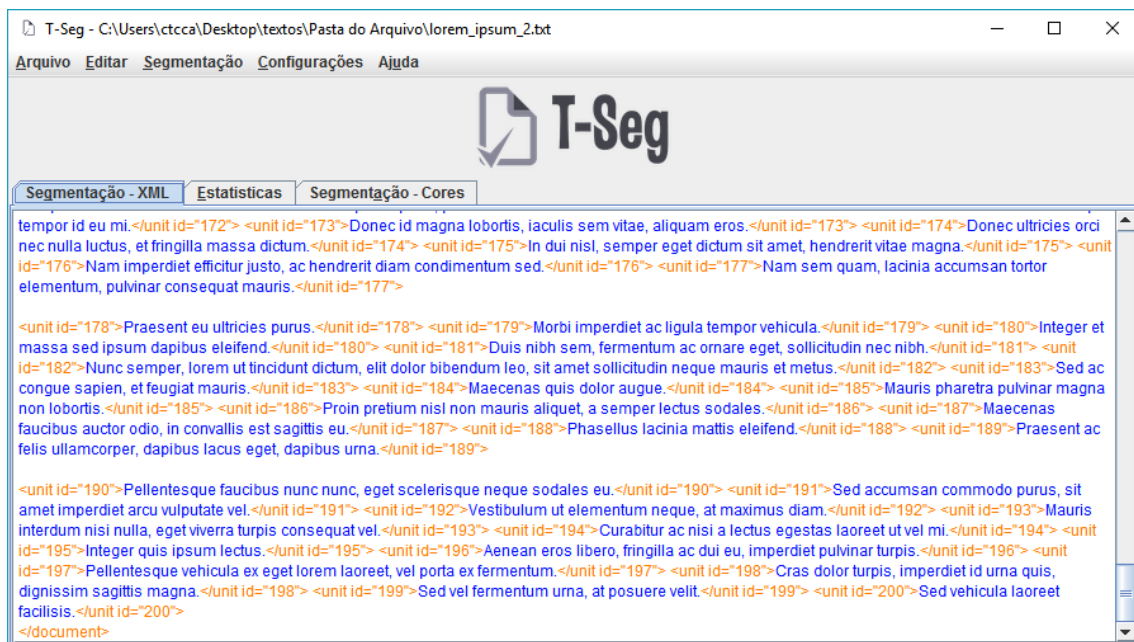 T-Seg - C:\Users\ctcca\Desktop\textos\Pasta do Arquivo\lorem_ipsum_2.txt
Arquivo Editar Segmentação Configurações Ajuda
T-Seg
Segmentação - XML Estatisticas Segmentação - Cores
tempor id eu mi.</unit id="172"> <unit id="173">Donec id magna lobortis, iaculis sem vitae, aliquam eros.</unit id="173"> <unit id="174">Donec ultricies orci
nec nulla luctus, et fringilla massa dictum.</unit id="174"> <unit id="175">In dui nisl, semper eget dictum sit amet, hendrerit vitae magna.</unit id="175"> <unit
id="176">Nam imperdiet efficitur justo, ac hendrerit diam condimentum sed.</unit id="176"> <unit id="177">Nam sem quam, lacinia accumsan tortor
elementum, pulvinar consequat mauris.</unit id="177">
<unit id="178">Praesent eu ultricies purus.</unit id="178"> <unit id="179">Morbi imperdiet ac ligula tempor vehicula.</unit id="179"> <unit id="180">Integer et
massa sed ipsum dapibus eleifend.</unit id="180"> <unit id="181">Duis nibh sem, fermentum ac ornare eget, sollicitudin nec nibh.</unit id="181"> <unit
id="182">Nunc semper, lorem ut tincidunt dictum, elit dolor bibendum leo, sit amet sollicitudin neque mauris et metus.</unit id="182"> <unit id="183">Sed ac
congue sapien, et feugiat mauris.</unit id="183"> <unit id="184">Maecenas quis dolor augue.</unit id="184"> <unit id="185">Mauris pharetra pulvinar magna
non lobortis.</unit id="185"> <unit id="186">Proin pretium nisl non mauris aliquet, a semper lectus sodales.</unit id="186"> <unit id="187">Maecenas
faucibus auctor odio, in convallis est sagittis eu.</unit id="187"> <unit id="188">Phasellus lacinia mattis eleifend.</unit id="188"> <unit id="189">Praesent ac
felis ullamcorper, dapibus lacus eget, dapibus urna.</unit id="189">
<unit id="190">Pellentesque faucibus nunc nunc, eget scelerisque neque sodales eu.</unit id="190"> <unit id="191">Sed accumsan commodo purus, sit
amet imperdiet arcu vulputate vel.</unit id="191"> <unit id="192">Vestibulum ut elementum neque, at maximus diam.</unit id="192"> <unit id="193">Mauris
interdum nisi nulla, eget viverra turpis consequat vel.</unit id="193"> <unit id="194">Curabitur ac nisi a lectus egestas laoreet ut vel mi.</unit id="194"> <unit
id="195">Integer quis ipsum lectus.</unit id="195"> <unit id="196">Aenean eros libero, fringilla ac dui eu, imperdiet pulvinar turpis.</unit id="196"> <unit
id="197">Pellentesque vehicula ex eget lorem laoreet, vel porta ex fermentum.</unit id="197"> <unit id="198">Cras dolor turpis, imperdiet id urna quis,
dignissim sagittis magna.</unit id="198"> <unit id="199">Sed vel fermentum urna, at posuere velit.</unit id="199"> <unit id="200">Sed vehicula laoreet
facilisis.</unit id="200">
</document>